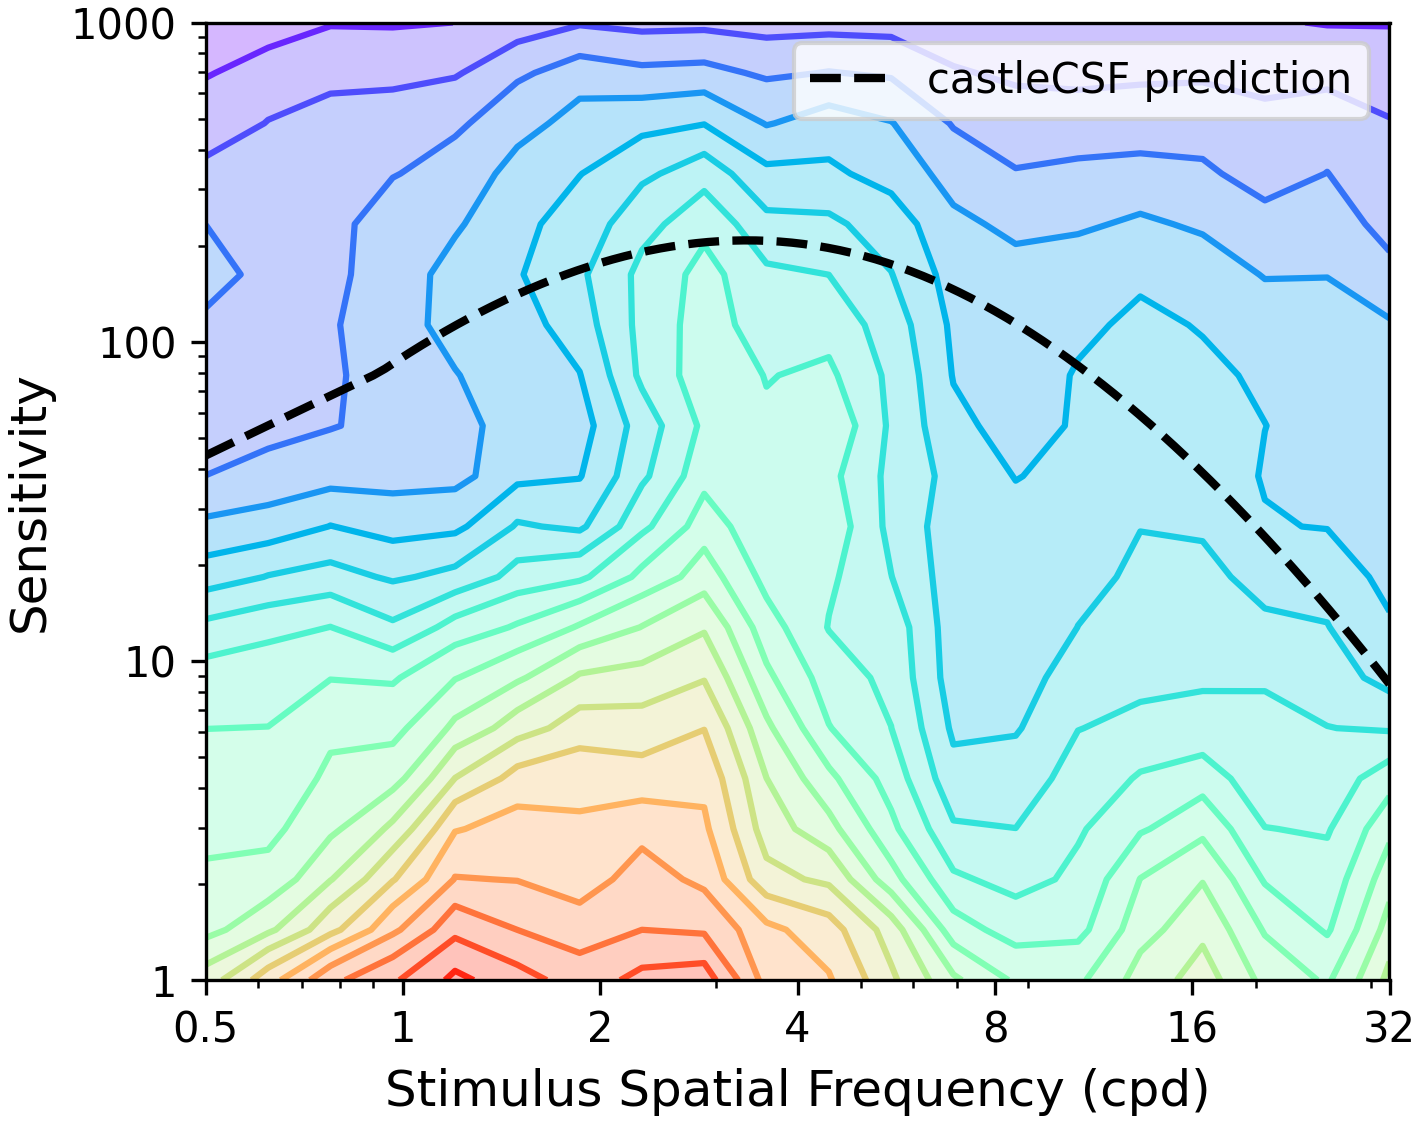 1000
castleCSF prediction
100
Sensitivity
10
1
0.5 1 2 4 8 16 32
Stimulus Spatial Frequency (cpd)